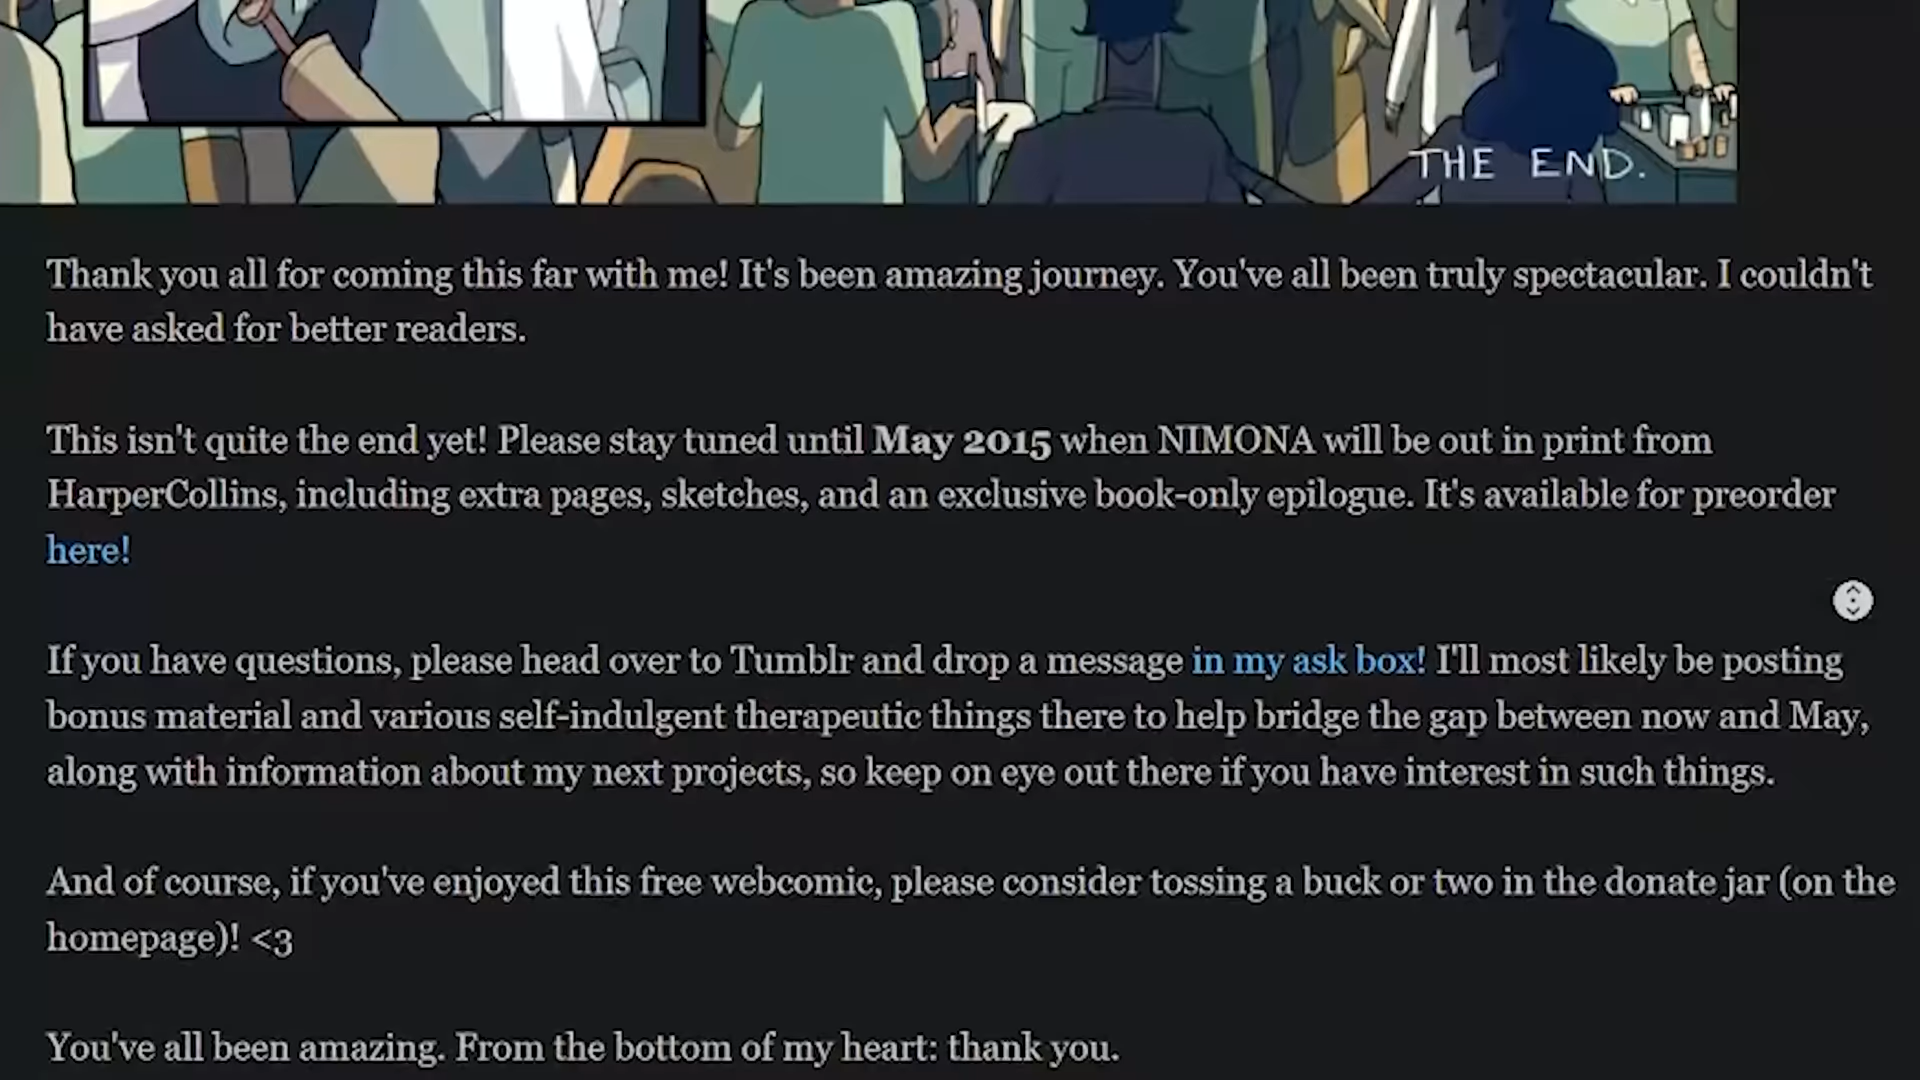 THE END.
Thank you all for coming this far with me! It's been amazing journey. You've all been truly spectacular. I couldn't
have asked for better readers.
This isn't quite the end yet! Please stay tuned until May 2015 when NIMONA will be out in print from
HarperCollins, including extra pages, sketches, and an exclusive book-only epilogue. It's available for preorder
here!
If you have questions, please head over to Tumblr and drop a message in my ask box! I'll most likely be posting
bonus material and various self-indulgent therapeutic things there to help bridge the gap between now and May,
along with information about my next projects, so keep on eye out there if you have interest in such things.
And of course, if you've enjoyed this free webcomic, please consider tossing a buck or two in the donate jar (on the
homepage)! <3
You've all been amazing. From the bottom of my heart: thank you.